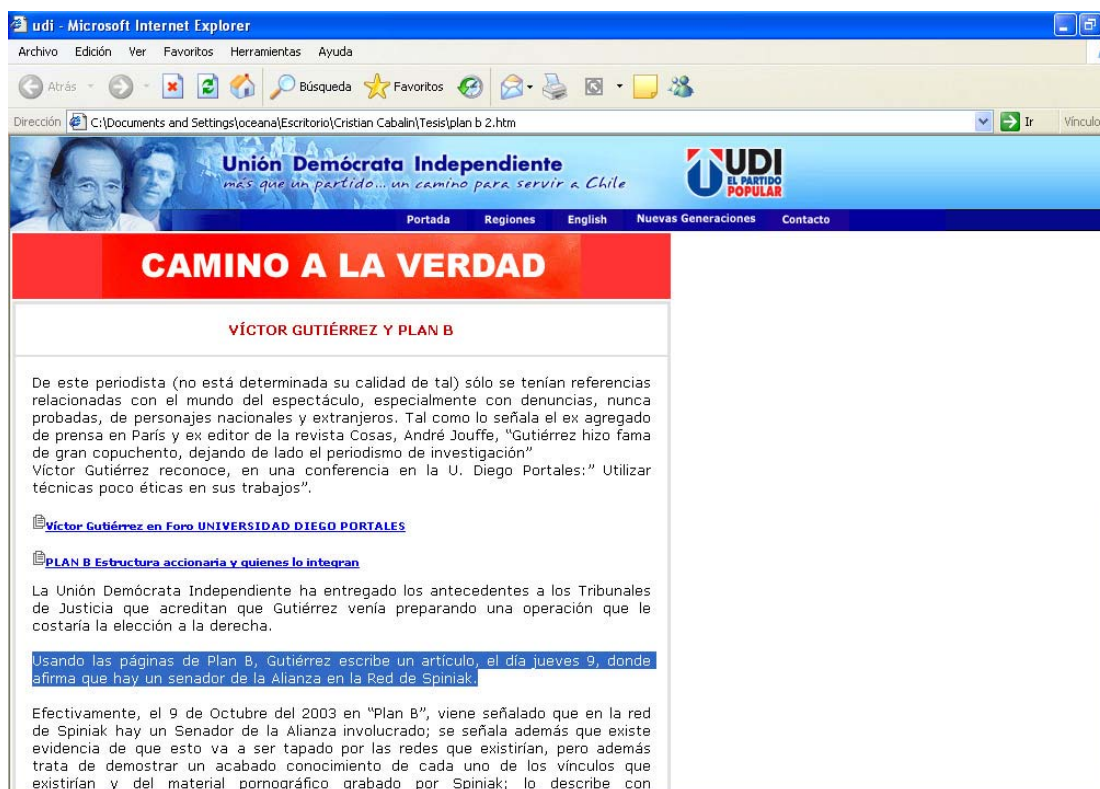 udi - Microsoft Internet Explorer
Archivo Edición Ver Favoritos Herramientas Ayuda
Atrás Búsqueda Favoritos
Dirección C:\Documents and Settings\oceana\Escritorio\Cristian Cabalin\Tesis\plan b 2.htm Ir Vínculo
Unión Demócrata Independiente
más que un partido... un camino para servir a Chile
UDI
EL PARTIDO
POPULAR
Portada Regiones English Nuevas Generaciones Contacto
CAMINO A LA VERDAD
VÍCTOR GUTIÉRREZ Y PLAN B
De este periodista (no está determinada su calidad de tal) sólo se tenían referencias
relacionadas con el mundo del espectáculo, especialmente con denuncias, nunca
probadas, de personajes nacionales y extranjeros. Tal como lo señala el ex agregado
de prensa en París y ex editor de la revista Cosas, André Jouffe, “Gutiérrez hizo fama
de gran copuchento, dejando de lado el periodismo de investigación”
Víctor Gutiérrez reconoce, en una conferencia en la U. Diego Portales:” Utilizar
técnicas poco éticas en sus trabajos”.
Víctor Gutiérrez en Foro UNIVERSIDAD DIEGO PORTALES
PLAN B Estructura accionaria y quienes lo integran
La Unión Demócrata Independiente ha entregado los antecedentes a los Tribunales
de Justicia que acreditan que Gutiérrez venía preparando una operación que le
costaría la elección a la derecha.
Usando las páginas de Plan B, Gutiérrez escribe un artículo, el día jueves 9, donde
afirma que hay un senador de la Alianza en la Red de Spiniak.
Efectivamente, el 9 de Octubre del 2003 en “Plan B”, viene señalado que en la red
de Spiniak hay un Senador de la Alianza involucrado; se señala además que existe
evidencia de que esto va a ser tapado por las redes que existirían, pero además
trata de demostrar un acabado conocimiento de cada uno de los vínculos que
existirían y del material pornográfico grabado por Spiniak; lo describe con